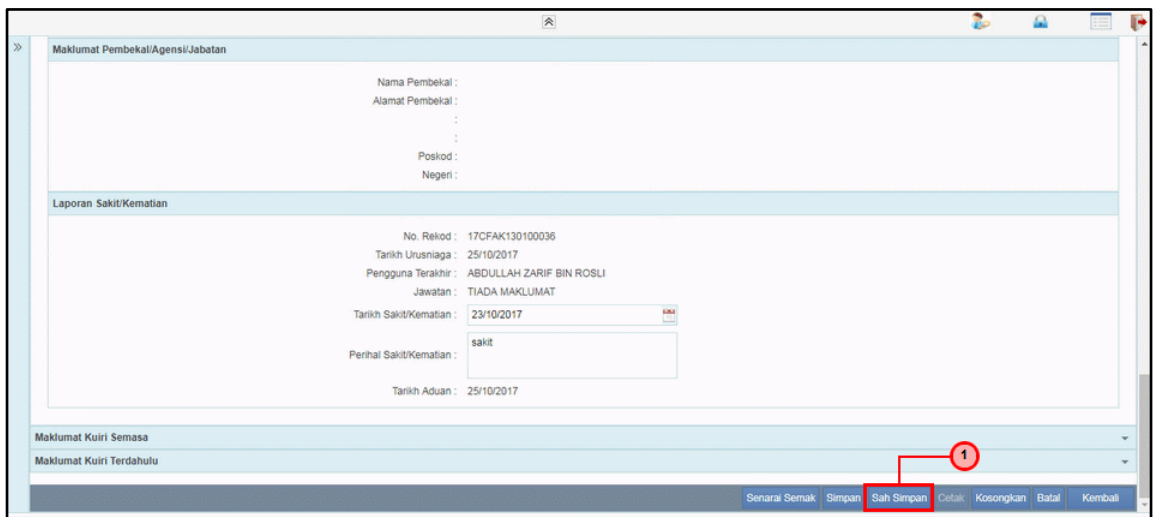 Maklumat Pembekal/Agensi/Jabatan
Nama Pembekal :
Alamat Pembekal :
:
:
Poskod :
Negeri :
Laporan Sakit/Kematian
No. Rekod : 17CFAK130100036
Tarikh Urusniaga : 25/10/2017
Pengguna Terakhir : ABDULLAH ZARIF BIN ROSLI
Jawatan : TIADA MAKLUMAT
Tarikh Sakit/Kematian : 23/10/2017
Perihal Sakit/Kematian : sakit
Tarikh Aduan : 25/10/2017
Maklumat Kuiri Semasa
Maklumat Kuiri Terdahulu
1
Senarai Semak Simpan Sah Simpan Cetak Kosongkan Batal Kembali